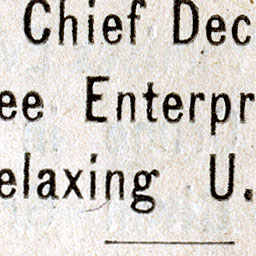 Chief Dec
ee Enterpr
elaxing U.